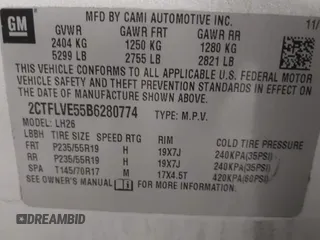 GM
MFD BY CAMI AUTOMOTIVE INC. 11/
GVWR GAWR FRT GAWR RR
2404 KG 1250 KG 1280 KG
5299 LB 2755 LB 2821 LB
THIS VEHICLE CONFORMS TO ALL APPLICABLE U.S. FEDERAL MOTOR
VEHICLE SAFETY AND THEFT PREVENTION STANDARDS IN EFFECT ON
THE DATE OF MANUFACTURE SHOWN ABOVE.
2CTFLVE55B6280774 TYPE: M.P.V.
MODEL: LH26
LBBH TIRE SIZE SPEED RTG RIM COLD TIRE PRESSURE
FRT P235/55R19 H 19X7J 240KPA(35PSI)
RR P235/55R19 H 19X7J 240KPA(35PSI)
SPA T145/70R17 M 17X4.5T 420KPA(60PSI)
SEE OWNER'S MANUAL FOR ADDITIONAL INFORMATION.
DREAMBID